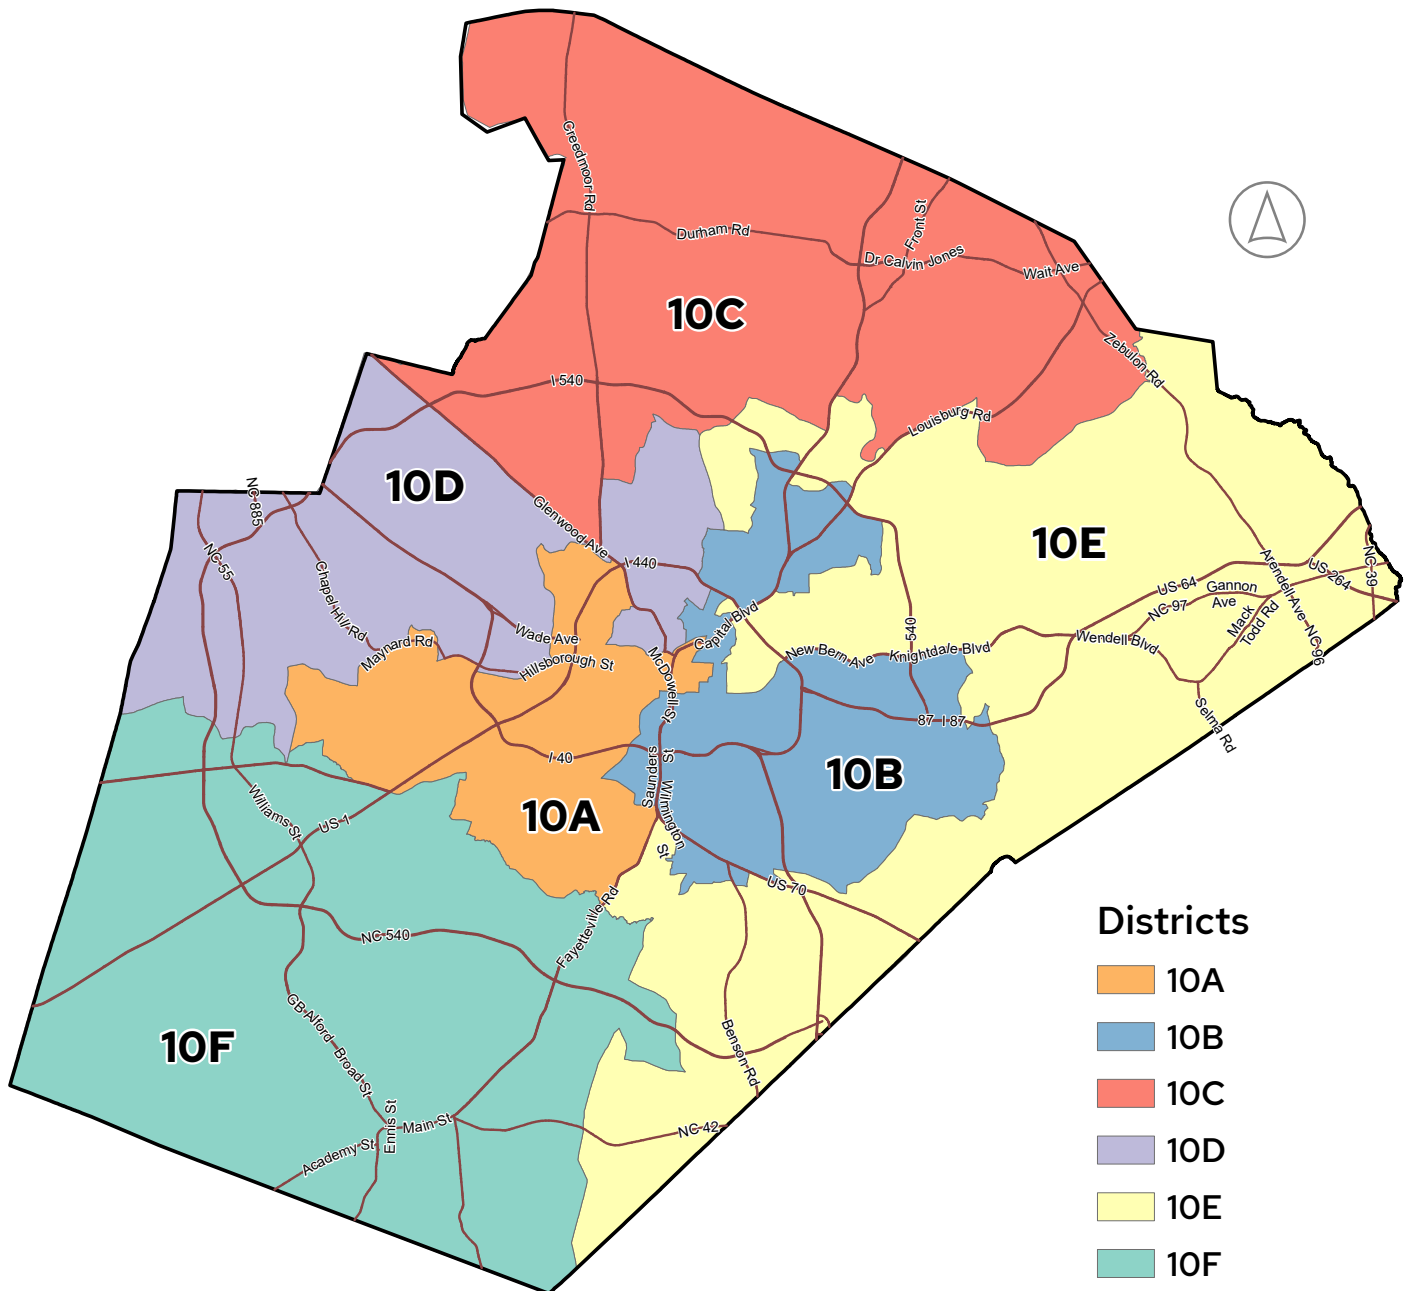 Creedmoor Rd
Durham Rd
Front St
Dr Calvin Jones
Wait Ave
10C
Zebulon Rd
I 540
Louisburg Rd
10D
NC 885
Glenwood Ave
10E
NC 55
I 440
US 64
Gannon
Ave
Arendell Ave
US 264
NC 39
NC 97
Mack
Todd Rd
Chapel Hill Rd
Maynard Rd
Wade Ave
Hillsborough St
McDowell St
Capital Blvd
New Bern Ave
540
Knightdale Blvd
Wendell Blvd
NC 96
87
I 87
Selma Rd
I 40
Saunders
St
Wilmington
St
10B
10A
Williams St
US 1
US 70
Fayetteville Rd
NC 540
10F
GB Alford
Broad St
Benson Rd
Ennis St
Main St
Academy St
NC 42
Districts
10A
10B
10C
10D
10E
10F